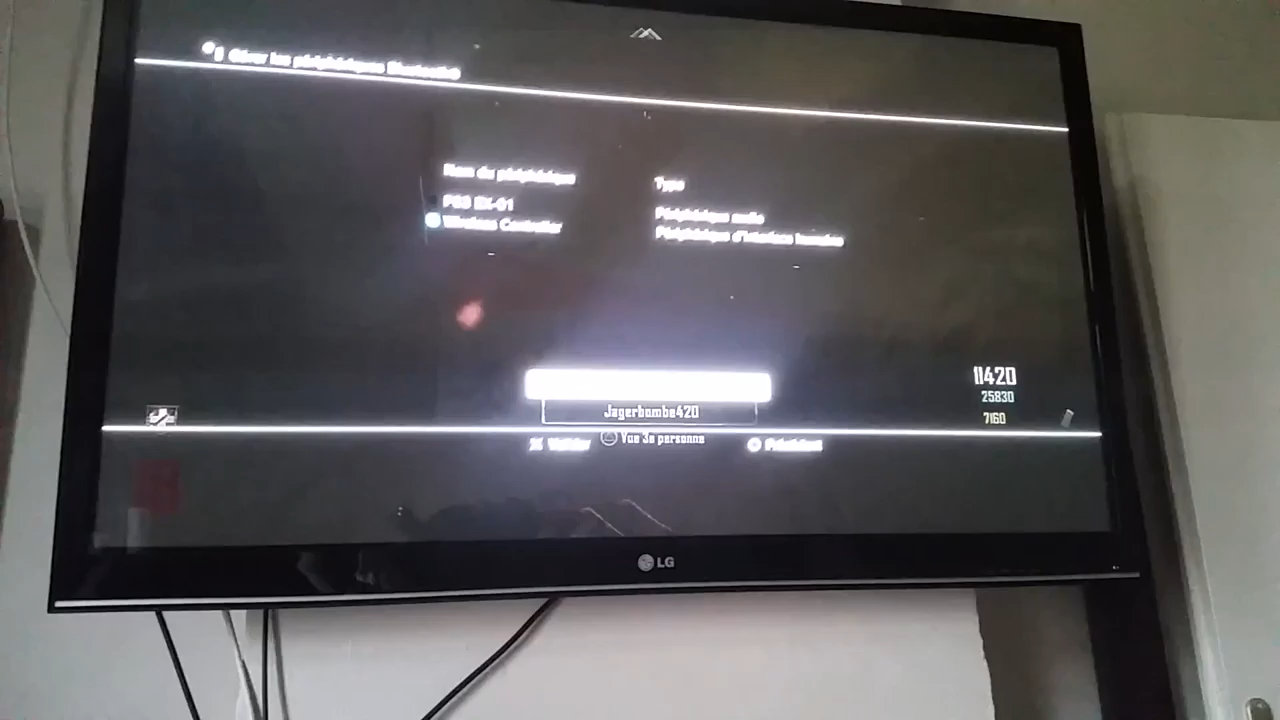 Gérer les périphériques Bluetooth
Nom du périphérique Type
PS3 EX-01 Périphérique audio
Wireless Controller Périphérique d'interface humaine
11420
25830
Jagerbombe420
7160
Valider Vue 3e personne Précédent
LG